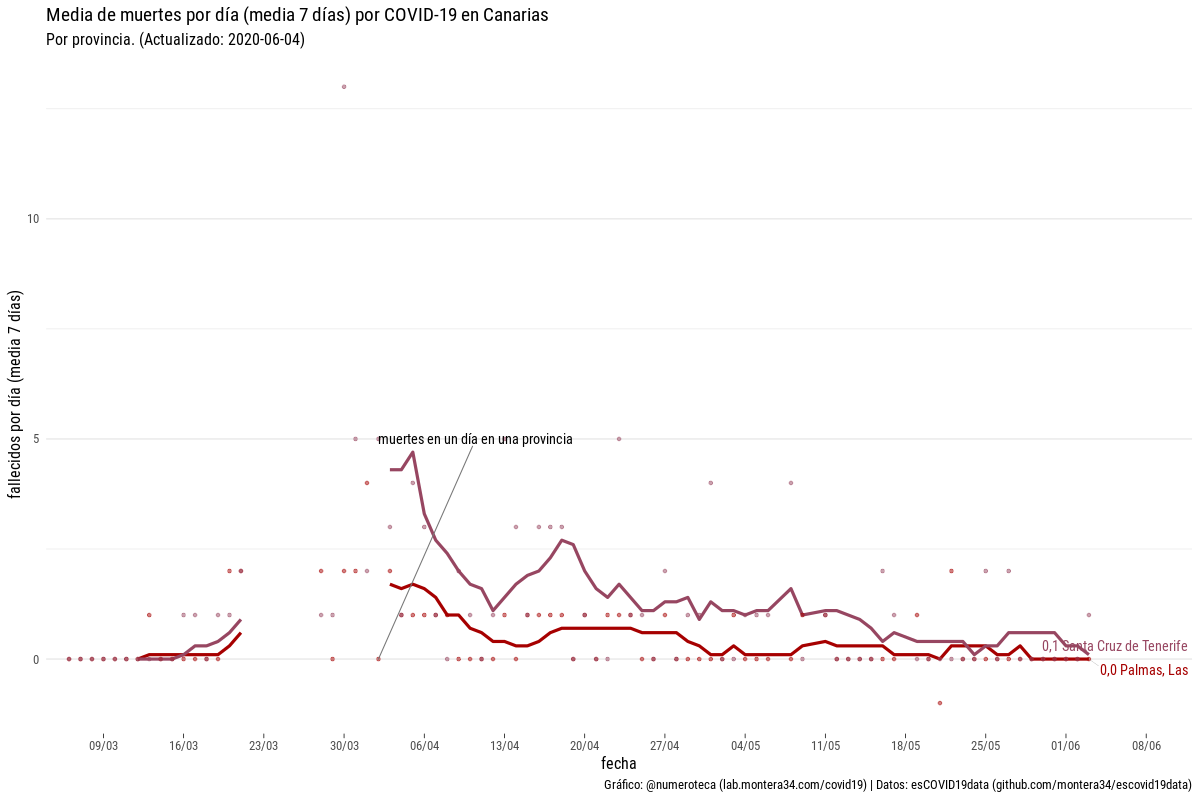 Media de muertes por día (media 7 días) por COVID-19 en Canarias
Por provincia. (Actualizado: 2020-06-04)
fallecidos por día (media 7 días)
10
5
0
muertes en un día en una provincia
0,1 Santa Cruz de Tenerife
0,0 Palmas, Las
09/03
16/03
23/03
30/03
06/04
13/04
20/04
27/04
04/05
11/05
18/05
25/05
01/06
08/06
fecha
Gráfico: @numeroteca (lab.montera34.com/covid19) | Datos: esCOVID19data (github.com/montera34/escovid19data)